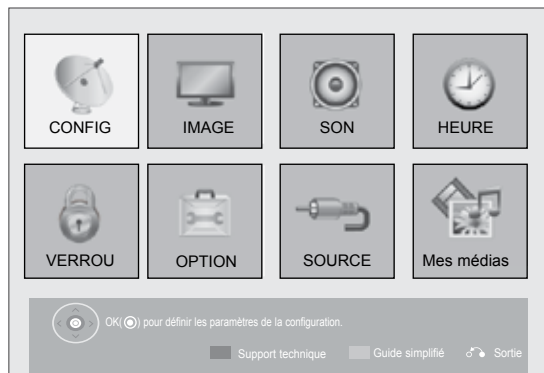 CONFIG IMAGE SON HEURE
VERROU OPTION SOURCE Mes médias
OK(◉) pour définir les paramètres de la configuration.
Support technique Guide simplifié Sortie